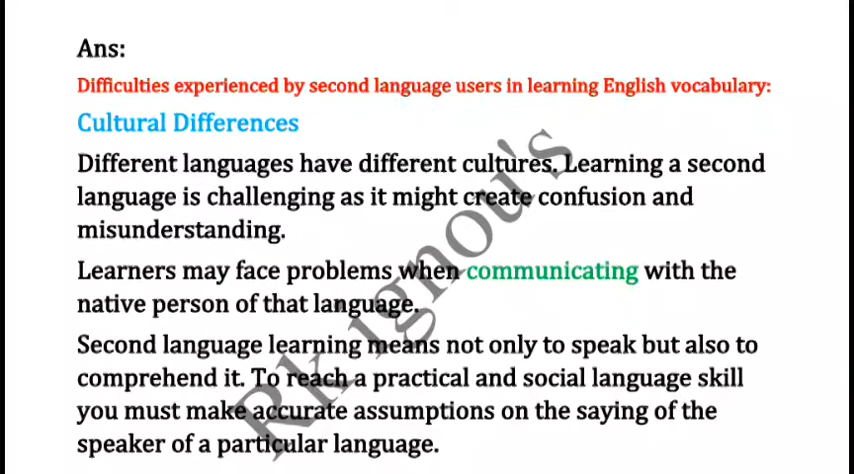 Ans:
Difficulties experienced by second language users in learning English vocabulary:
Cultural Differences
Different languages have different cultures. Learning a second
language is challenging as it might create confusion and
misunderstanding.
Learners may face problems when communicating with the
native person of that language.
Second language learning means not only to speak but also to
comprehend it. To reach a practical and social language skill
you must make accurate assumptions on the saying of the
speaker of a particular language.
Rk ignou's